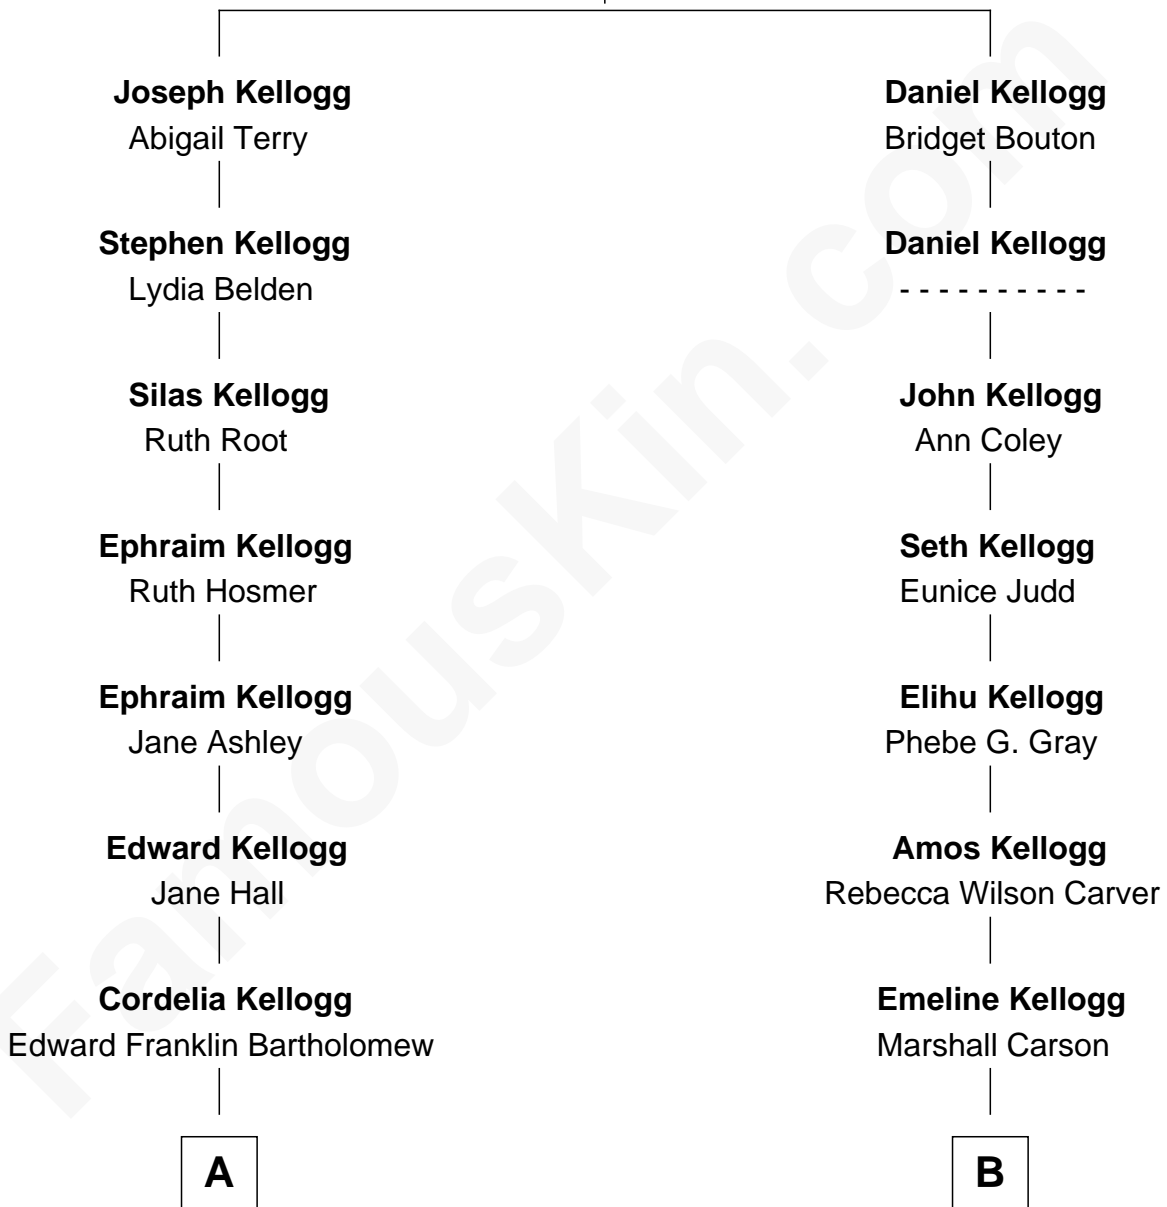 Joseph Kellogg
Abigail Terry
Daniel Kellogg
Bridget Bouton
Stephen Kellogg
Lydia Belden
Daniel Kellogg
- - - - - - - - - -
Silas Kellogg
Ruth Root
John Kellogg
Ann Coley
Ephraim Kellogg
Ruth Hosmer
Seth Kellogg
Eunice Judd
Ephraim Kellogg
Jane Ashley
Elihu Kellogg
Phebe G. Gray
Edward Kellogg
Jane Hall
Amos Kellogg
Rebecca Wilson Carver
Cordelia Kellogg
Edward Franklin Bartholomew
Emeline Kellogg
Marshall Carson
A
B
FamousKin.com